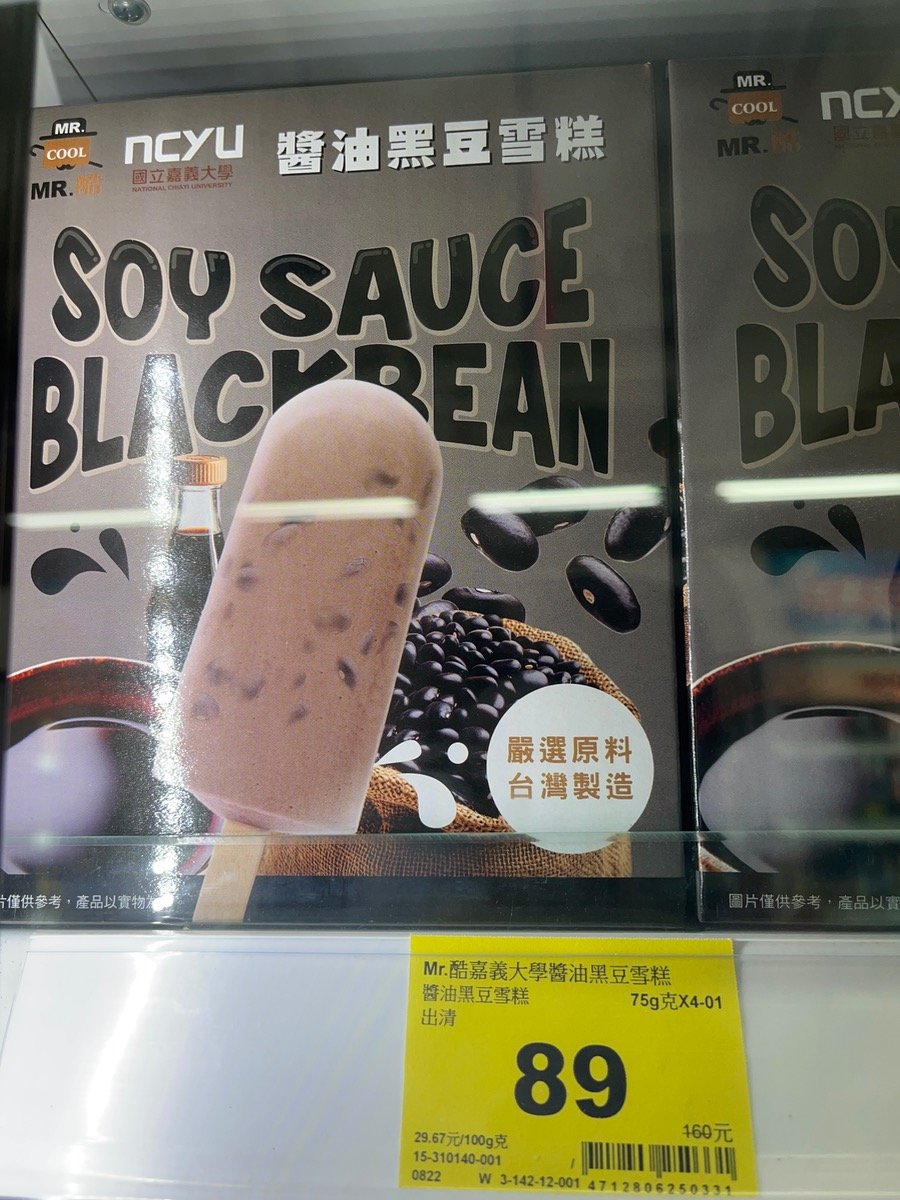 MR.
COOL
MR.酷
ncyu
國立嘉義大學
NATIONAL CHIAYI UNIVERSITY
醬油黑豆雪糕
SOY SAUCE
BLACKBEAN
嚴選原料
台灣製造
片僅供參考，產品以實物為
MR.
COOL
MR.酷
ncy
SOY
BLA
圖片僅供參考，產品以實
Mr.酷嘉義大學醬油黑豆雪糕
醬油黑豆雪糕 75g克X4-01
出清
89
160元
29.67元/100g克
15-310140-001 /
0822 W 3-142-12-001 4712806250331